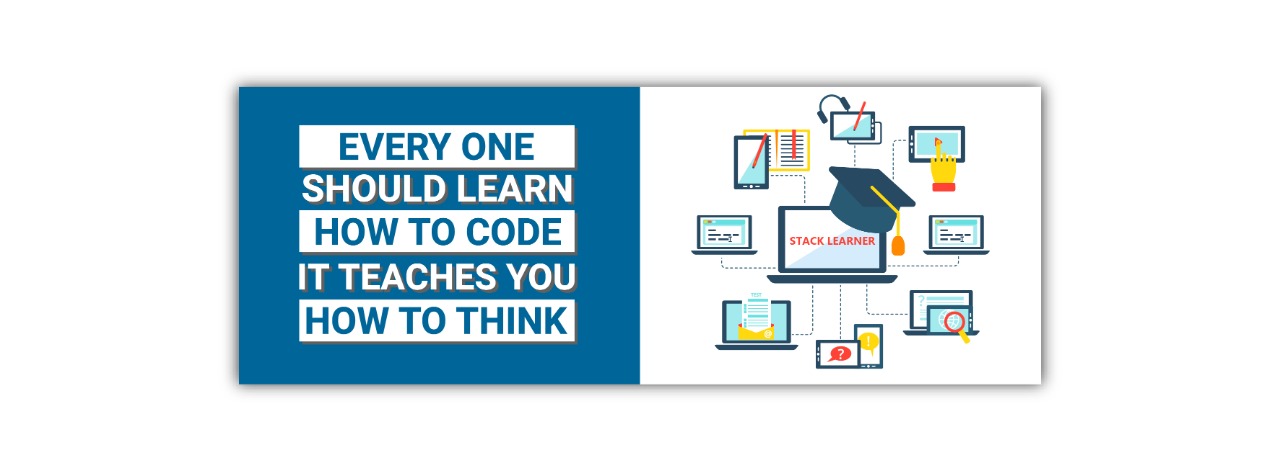 EVERY ONE
SHOULD LEARN
HOW TO CODE
IT TEACHES YOU
HOW TO THINK
STACK LEARNER
TEST
?
!
?